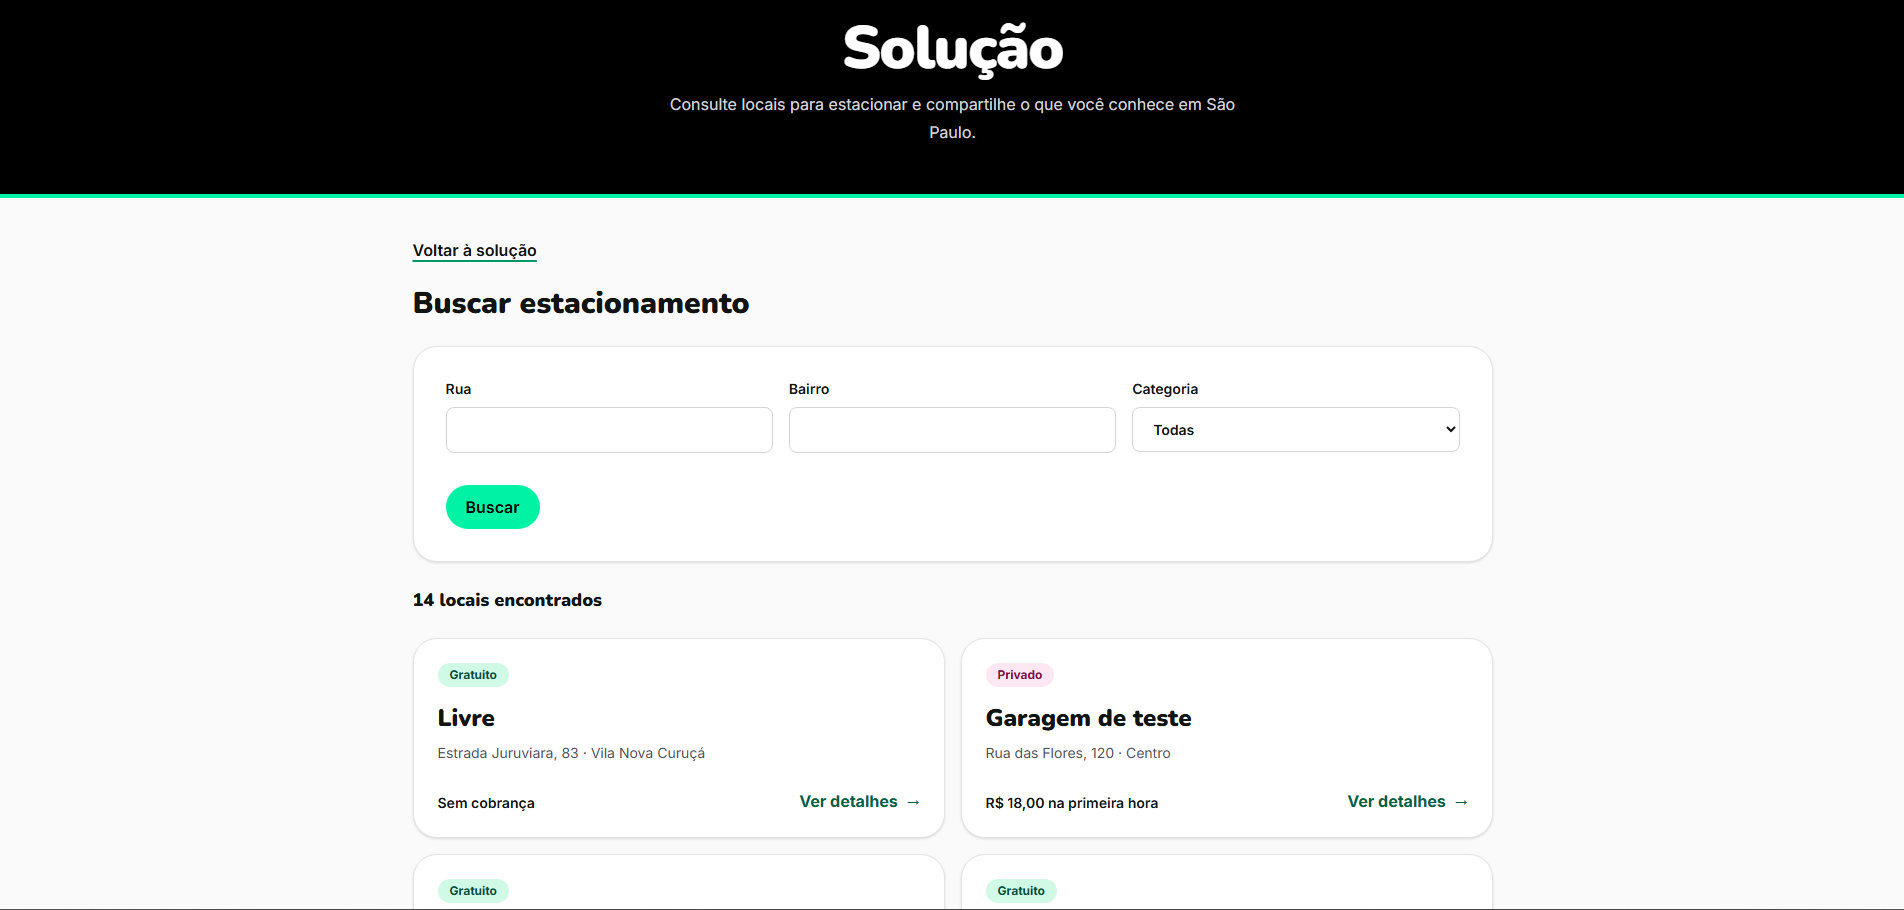 Solução
Consulte locais para estacionar e compartilhe o que você conhece em São
Paulo.
Voltar à solução
Buscar estacionamento
Rua
Bairro
Categoria
Todas
Buscar
14 locais encontrados
Gratuito
Livre
Estrada Juruviara, 83 · Vila Nova Curuçá
Sem cobrança
Ver detalhes →
Privado
Garagem de teste
Rua das Flores, 120 · Centro
R$ 18,00 na primeira hora
Ver detalhes →
Gratuito
Gratuito